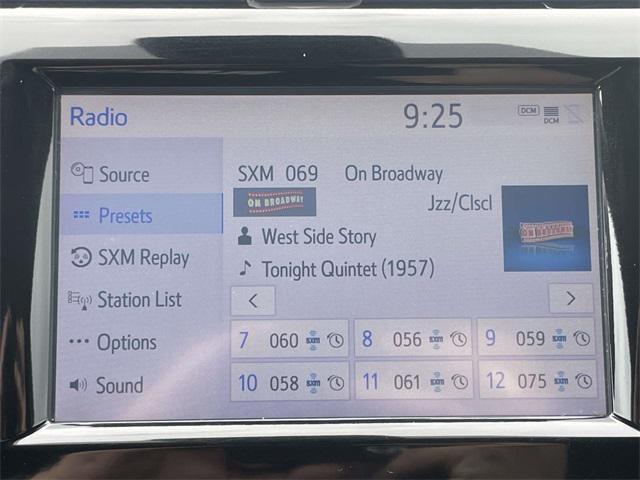 Radio 9:25 DCM DCM
Source
Presets
SXM Replay
Station List
Options
Sound
SXM 069 On Broadway
ON BROADWAY Jzz/Clscl
West Side Story
Tonight Quintet (1957)
< >
7 060 SXM 8 056 SXM 9 059 SXM
10 058 SXM 11 061 SXM 12 075 SXM